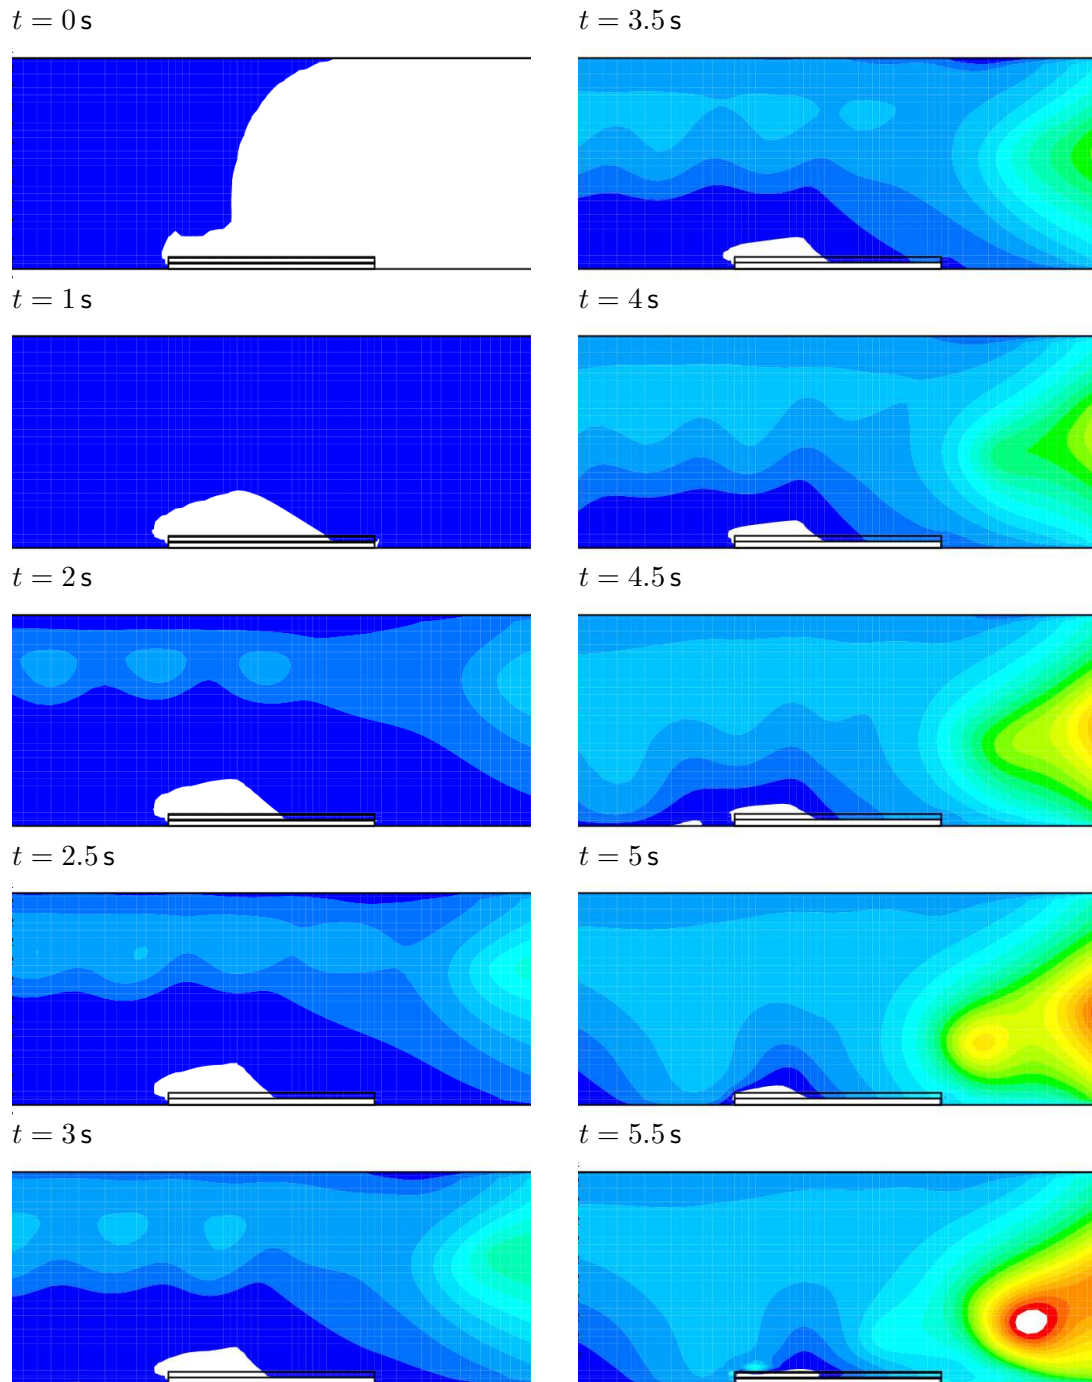 t = 0 s
t = 3.5 s
t = 1 s
t = 4 s
t = 2 s
t = 4.5 s
t = 2.5 s
t = 5 s
t = 3 s
t = 5.5 s